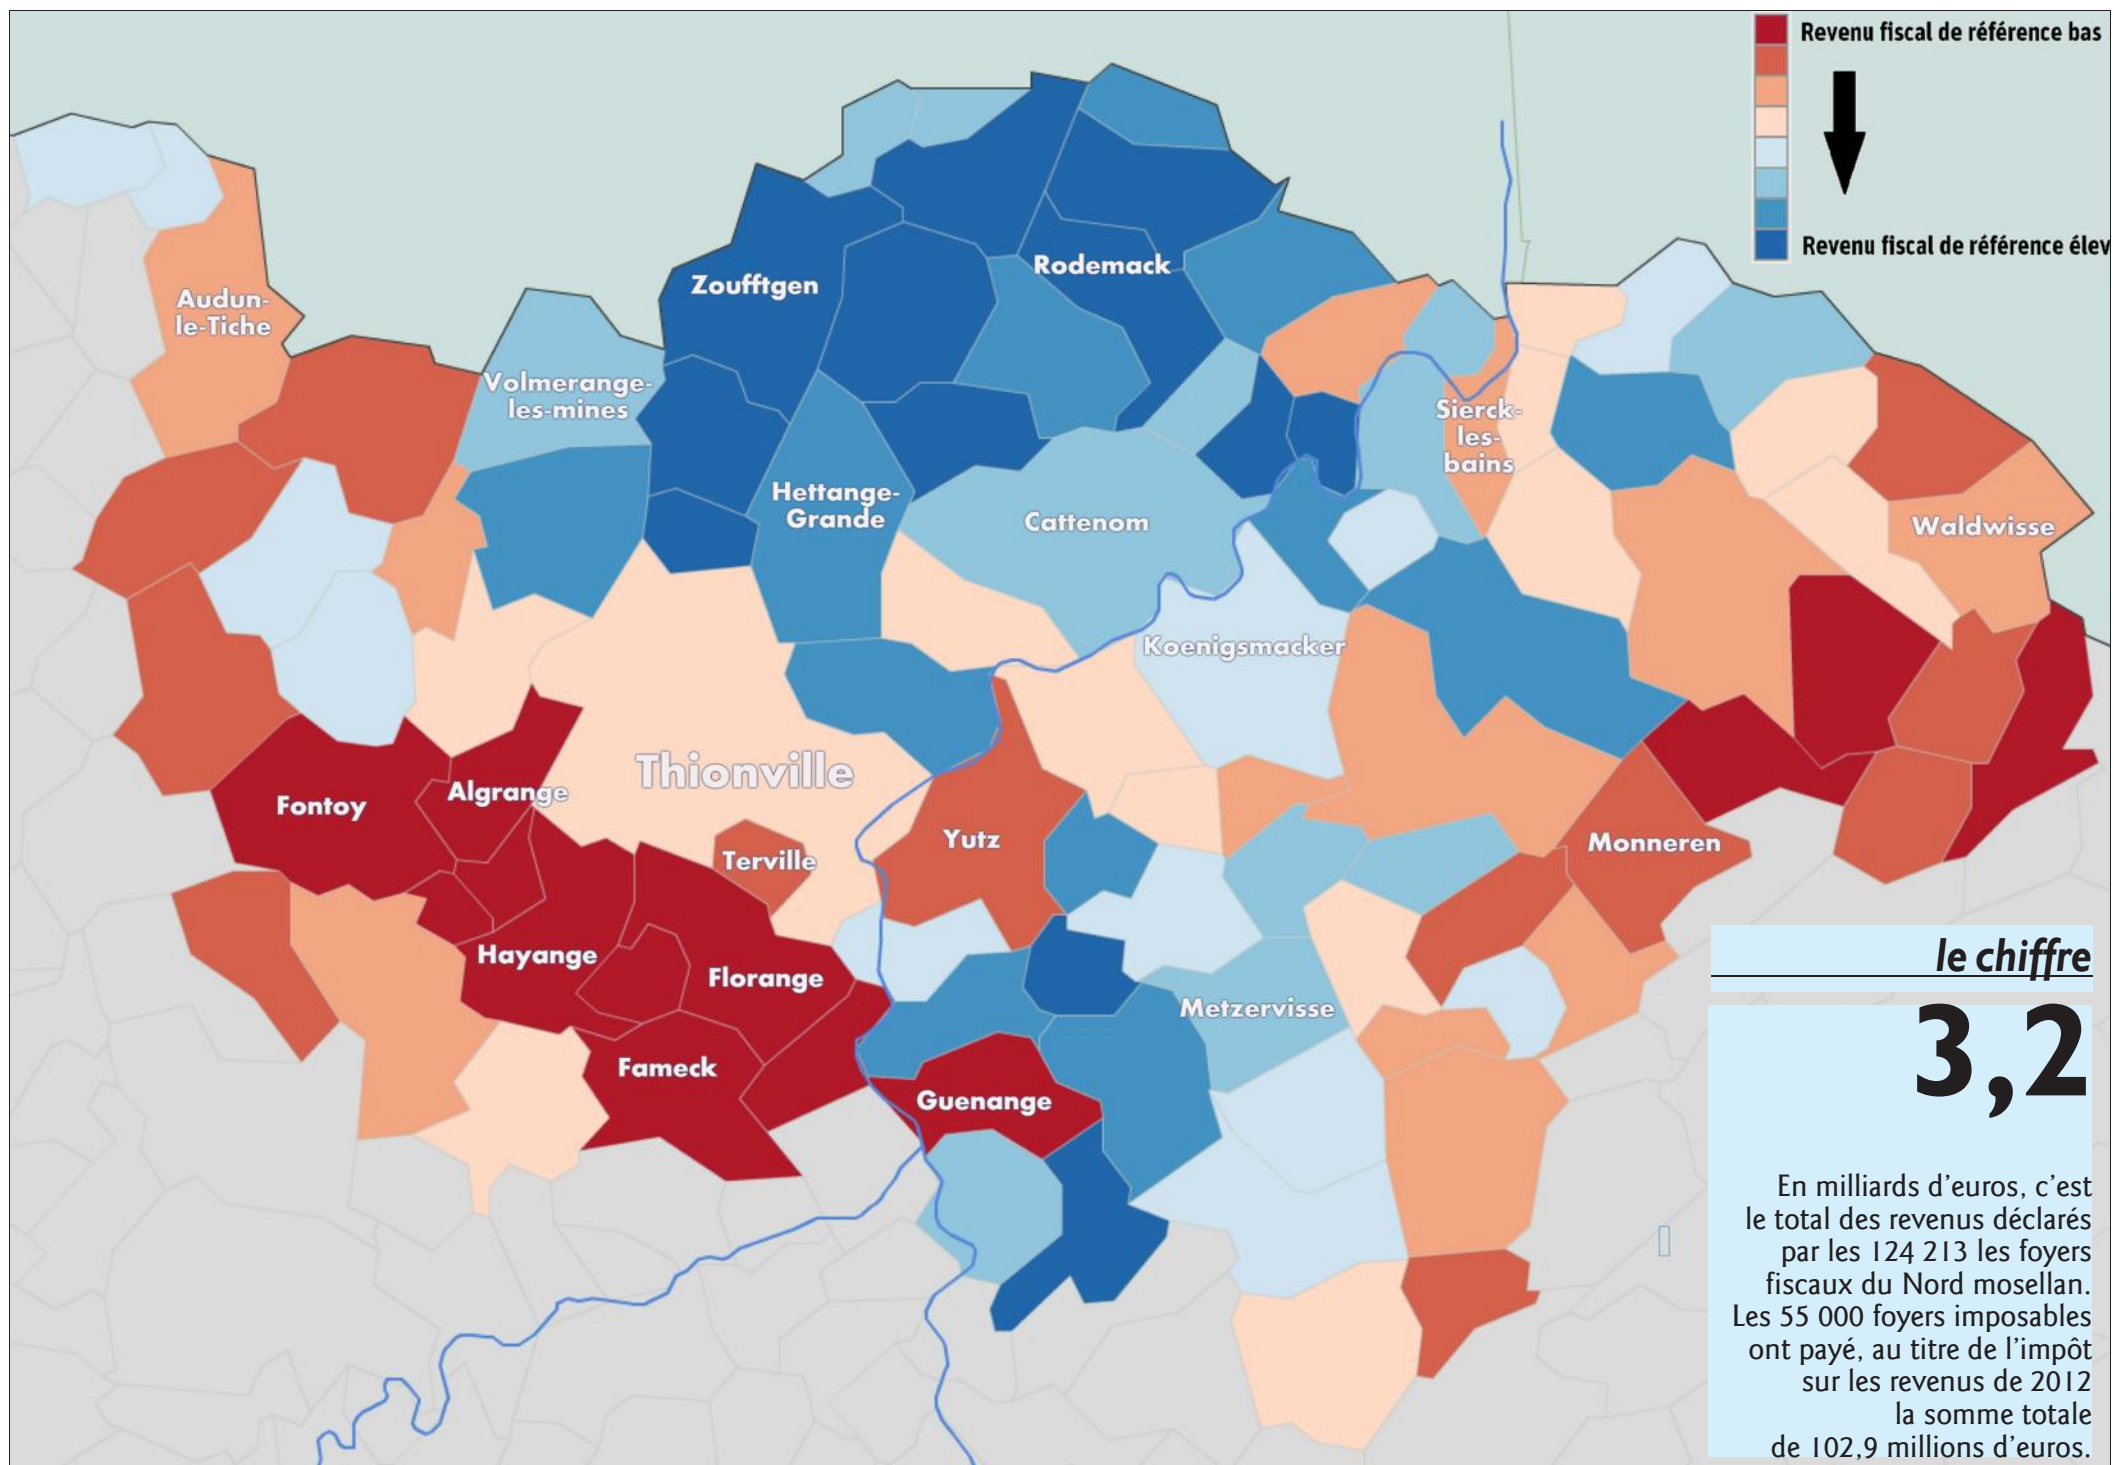 Revenu fiscal de référence bas
Revenu fiscal de référence élev
Rodemack
Zoufftgen
Audun-
le-Tiche
Volmerange-
les-mines
Sierck-
les-
bains
Hettange-
Grande
Cattenom
Waldwisse
Koenigsmacker
Thionville
Fontoy
Algrange
Yutz
Terville
Monneren
Hayange
Florange
Metzervisse
Fameck
Guenange
le chiffre
3,2
En milliards d'euros, c'est
le total des revenus déclarés
par les 124 213 les foyers
fiscaux du Nord mosellan.
Les 55 000 foyers imposables
ont payé, au titre de l'impôt
sur les revenus de 2012
la somme totale
de 102,9 millions d'euros.